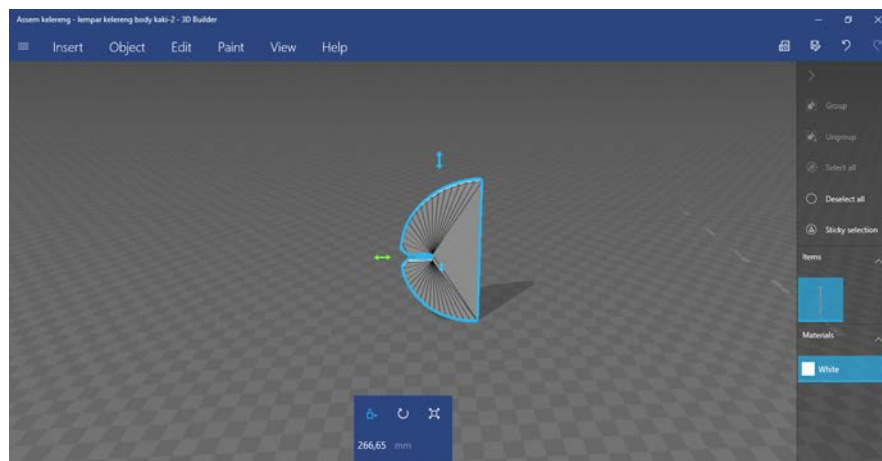 Assem kelereng - lempar kelereng body kaki-2 - 3D Builder
Insert Object Edit Paint View Help
Group
Ungroup
Select all
Deselect all
Sticky selection
Items
Materials
White
266,65 mm